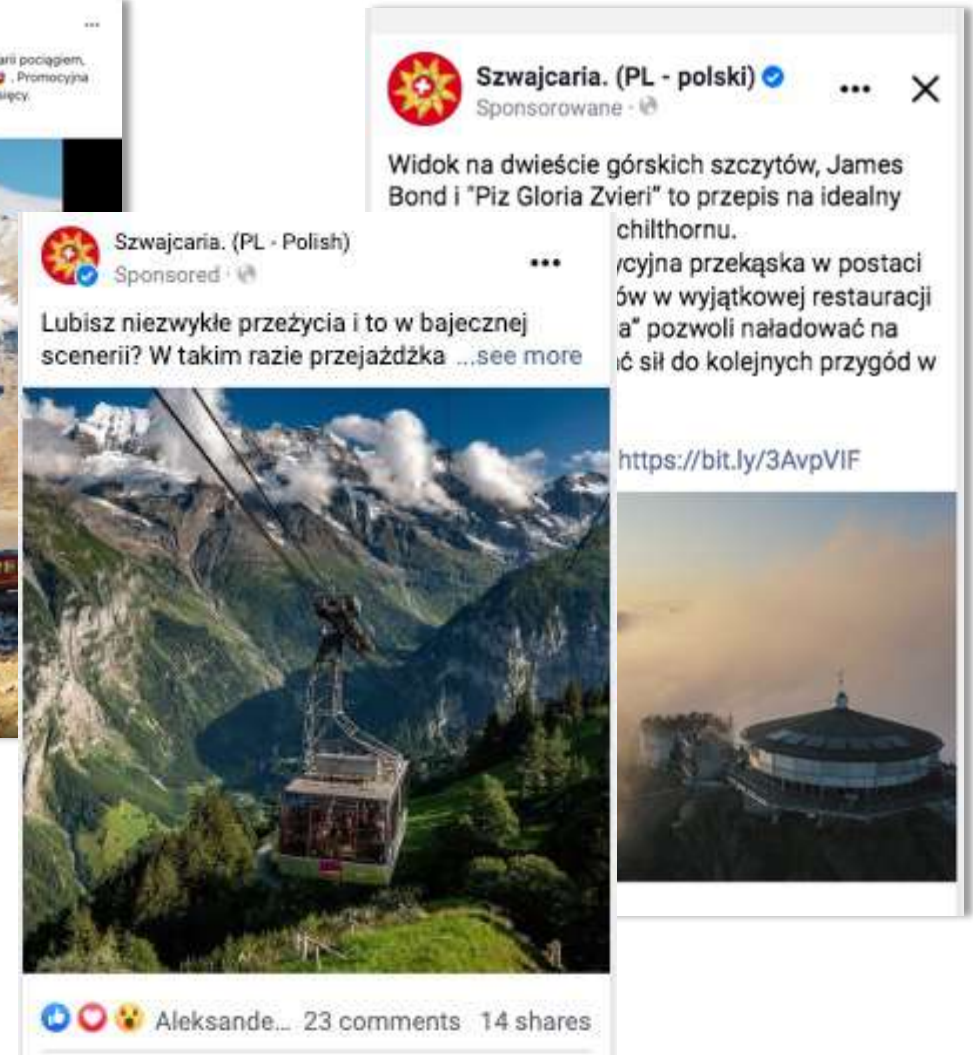 arii pociągiem,
. Promocyjna
sięcy.
Szwajcaria. (PL - polski)
Sponsorowane ·
Widok na dwieście górskich szczytów, James
Bond i "Piz Gloria Zvieri" to przepis na idealny
chilthornu.
ycyjna przekąska w postaci
ów w wyjątkowej restauracji
a" pozwoli naładować na
ć sił do kolejnych przygód w
https://bit.ly/3AvpVIF
Szwajcaria. (PL - Polish)
Sponsored ·
Lubisz niezwykłe przeżycia i to w bajecznej
scenerii? W takim razie przejażdżka ...see more
Aleksande... 23 comments 14 shares